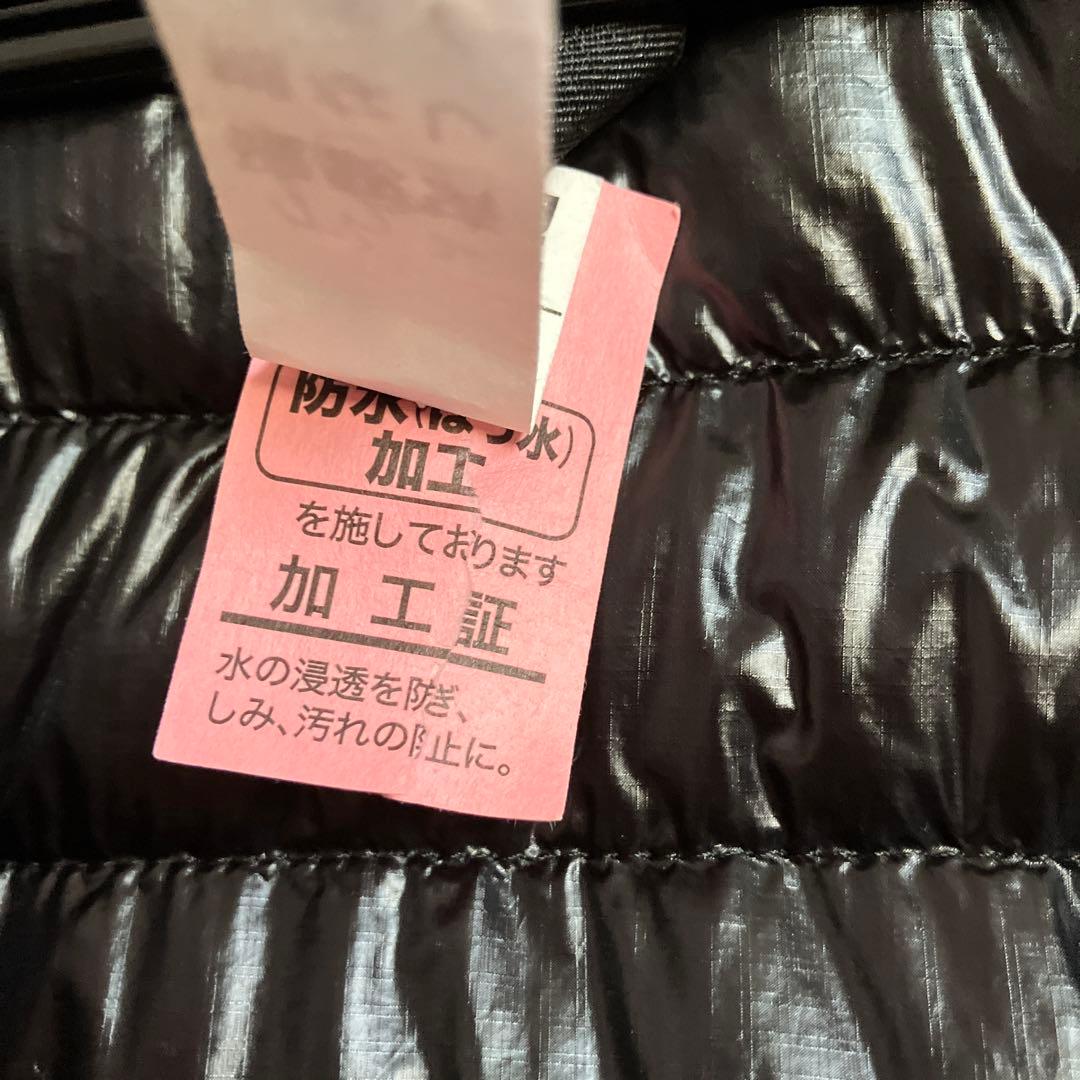 防水(はっ水)
加工
を施しております
加工証
水の浸透を防ぎ、
しみ、汚れの防止に。